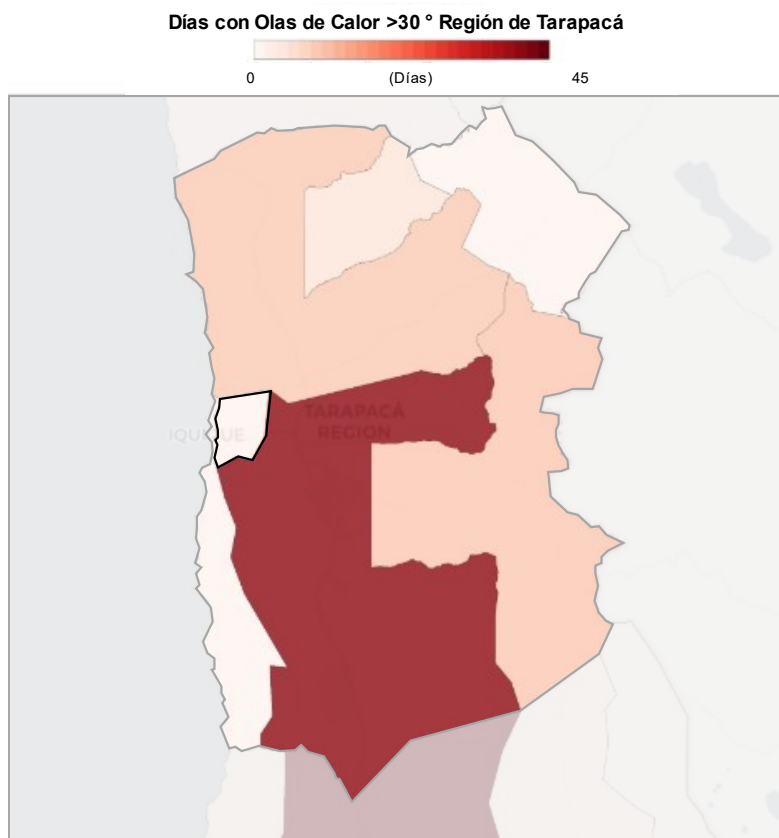 Días con Olas de Calor >30 ° Región de Tarapacá
0 (Días) 45
TARAPACÁ
IQUIQUE REGION